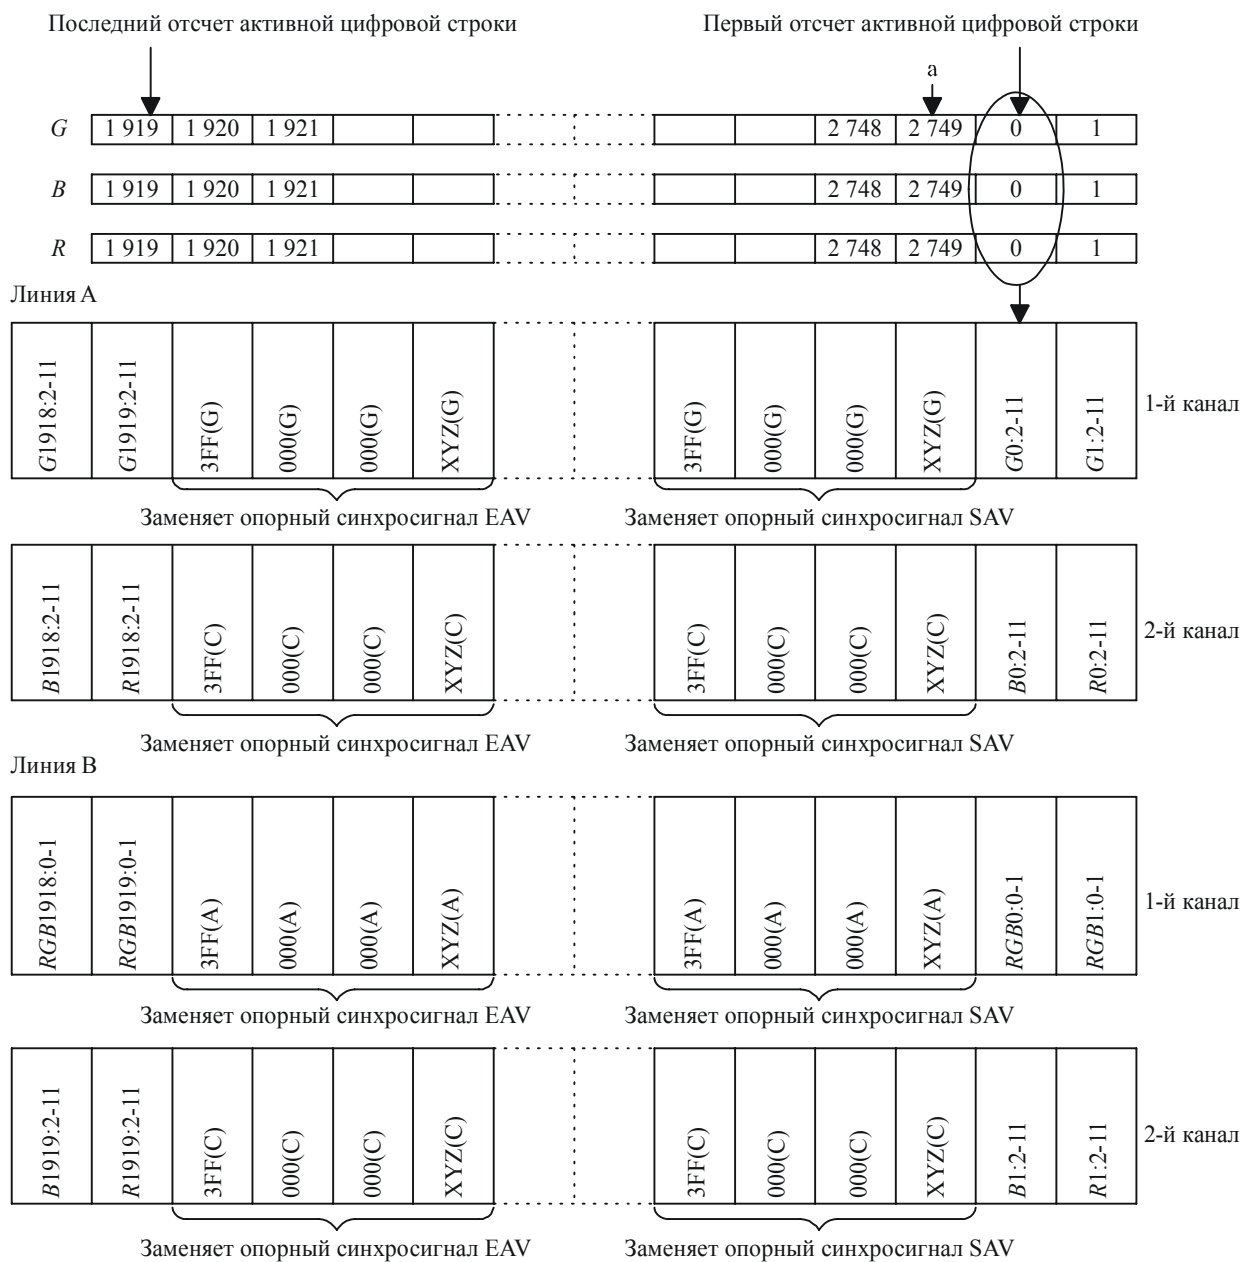 Последний отсчет активной цифровой строки Первый отсчет активной цифровой строки
a
G 1 919 1 920 1 921 2 748 2 749 0 1
B 1 919 1 920 1 921 2 748 2 749 0 1
R 1 919 1 920 1 921 2 748 2 749 0 1
Линия A
G1918:2-11 G1919:2-11 3FF(G) 000(G) 000(G) XYZ(G) 3FF(G) 000(G) 000(G) XYZ(G) G0:2-11 G1:2-11 1-й канал
Заменяет опорный синхросигнал EAV Заменяет опорный синхросигнал SAV
B1918:2-11 R1918:2-11 3FF(C) 000(C) 000(C) XYZ(C) 3FF(C) 000(C) 000(C) XYZ(C) B0:2-11 R0:2-11 2-й канал
Заменяет опорный синхросигнал EAV Заменяет опорный синхросигнал SAV
Линия B
RGB1918:0-1 RGB1919:0-1 3FF(A) 000(A) 000(A) XYZ(A) 3FF(A) 000(A) 000(A) XYZ(A) RGB0:0-1 RGB1:0-1 1-й канал
Заменяет опорный синхросигнал EAV Заменяет опорный синхросигнал SAV
B1919:2-11 R1919:2-11 3FF(C) 000(C) 000(C) XYZ(C) 3FF(C) 000(C) 000(C) XYZ(C) B1:2-11 R1:2-11 2-й канал
Заменяет опорный синхросигнал EAV Заменяет опорный синхросигнал SAV